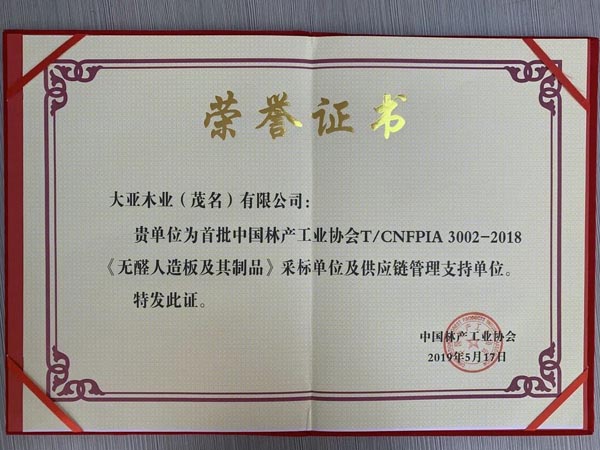 荣誉证书
大亚木业（茂名）有限公司：
贵单位为首批中国林产工业协会T/CNFPIA 3002-2018
《无醛人造板及其制品》采标单位及供应链管理支持单位。
特发此证。
中国林产工业协会
2019年5月17日